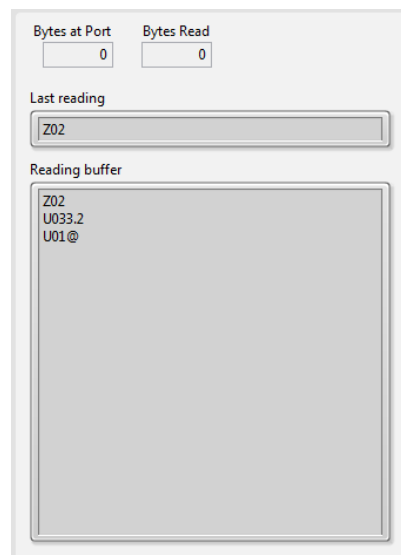 Bytes at Port Bytes Read
0 0
Last reading
Z02
Reading buffer
Z02
U033.2
U01@